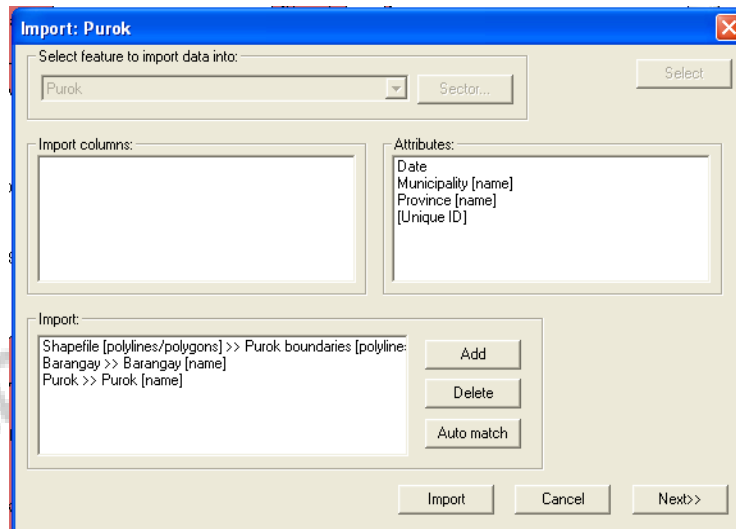 Import: Purok
Select feature to import data into:
Purok
Sector...
Select
Import columns:
Attributes:
Date
Municipality [name]
Province [name]
[Unique ID]
Import:
Shapefile [polylines/polygons] >> Purok boundaries [polyline:
Barangay >> Barangay [name]
Purok >> Purok [name]
Add
Delete
Auto match
Import
Cancel
Next>>